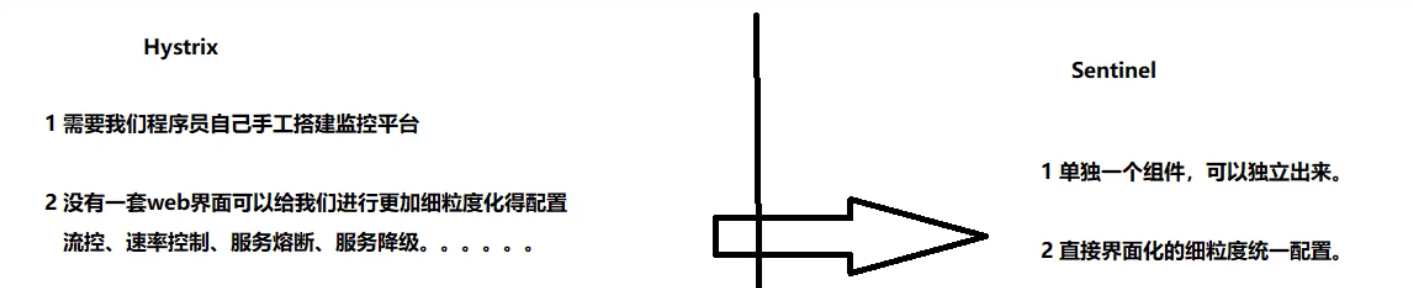 Hystrix
1 需要我们程序员自己手工搭建监控平台
2 没有一套web界面可以给我们进行更加细粒度化得配置
流控、速率控制、服务熔断、服务降级。。。。。。
Sentinel
1 单独一个组件，可以独立出来。
2 直接界面化的细粒度统一配置。